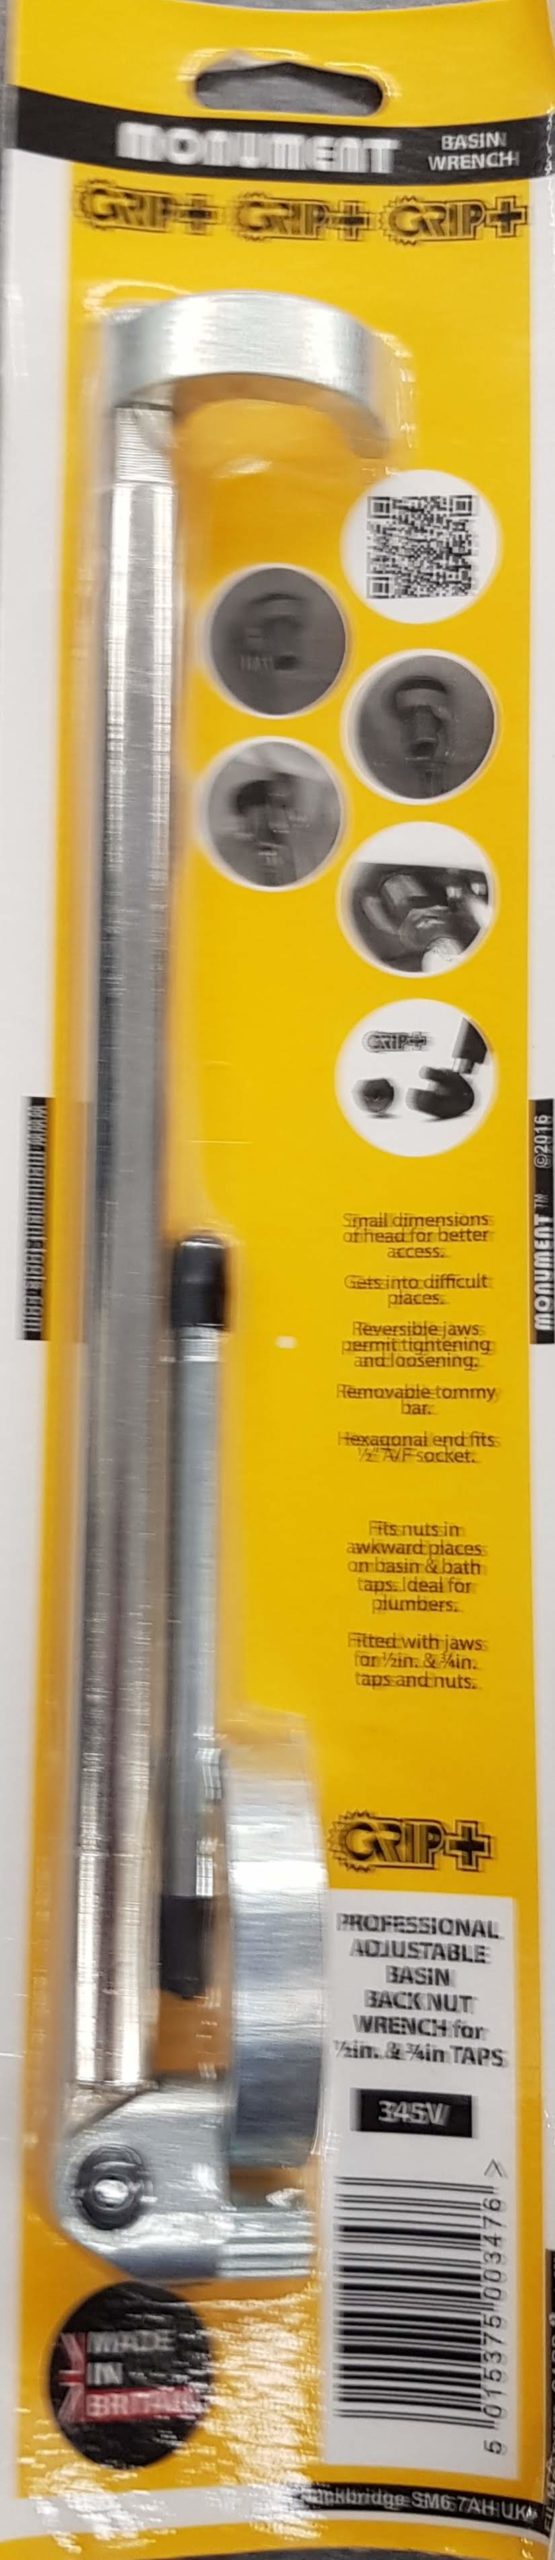 MONUMENT
BASIN
WRENCH
GRIP+ GRIP+ GRIP+
GRIP+
MONUMENT™ ©2016
Small dimensions
of head for better
access.
Gets into difficult
places.
Reversible jaws
permit tightening
and loosening.
Removable tommy
bar.
Hexagonal end fits
½" A/F socket.
Fits nuts in
awkward places
on basin & bath
taps. Ideal for
plumbers.
Fitted with jaws
for ½in. & ¾in.
taps and nuts.
GRIP+
PROFESSIONAL
ADJUSTABLE
BASIN
BACK NUT
WRENCH for
½in. & ¾in TAPS
345V
5 015375 003476 >
MADE
IN
BRITAIN
SM6 7AH UK